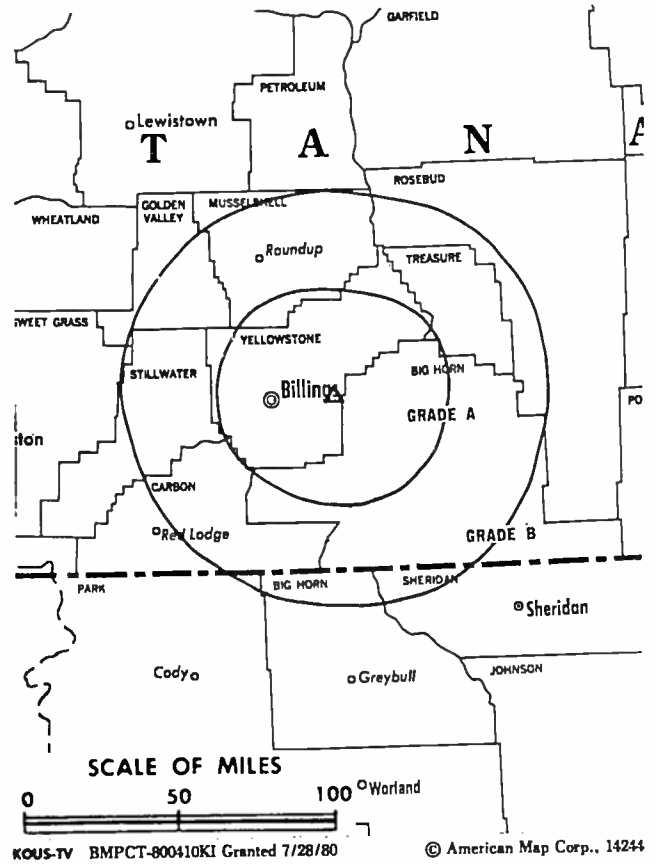 GARFIELD
PETROLEUM
Lewistown
T A N A
ROSEBUD
GOLDEN
VALLEY
MUSSELSHELL
WHEATLAND
Roundup
TREASURE
SWEET GRASS
YELLOWSTONE
STILLWATER
BIG HORN
Billings
GRADE A
PO
ton
CARBON
Red Lodge
GRADE B
PARK
BIG HORN
SHERIDAN
Sheridan
Cody
Greybull
JOHNSON
SCALE OF MILES
0 50 100
Worland
KOUS-TV BMPCT-800410KI Granted 7/28/80
© American Map Corp., 14244